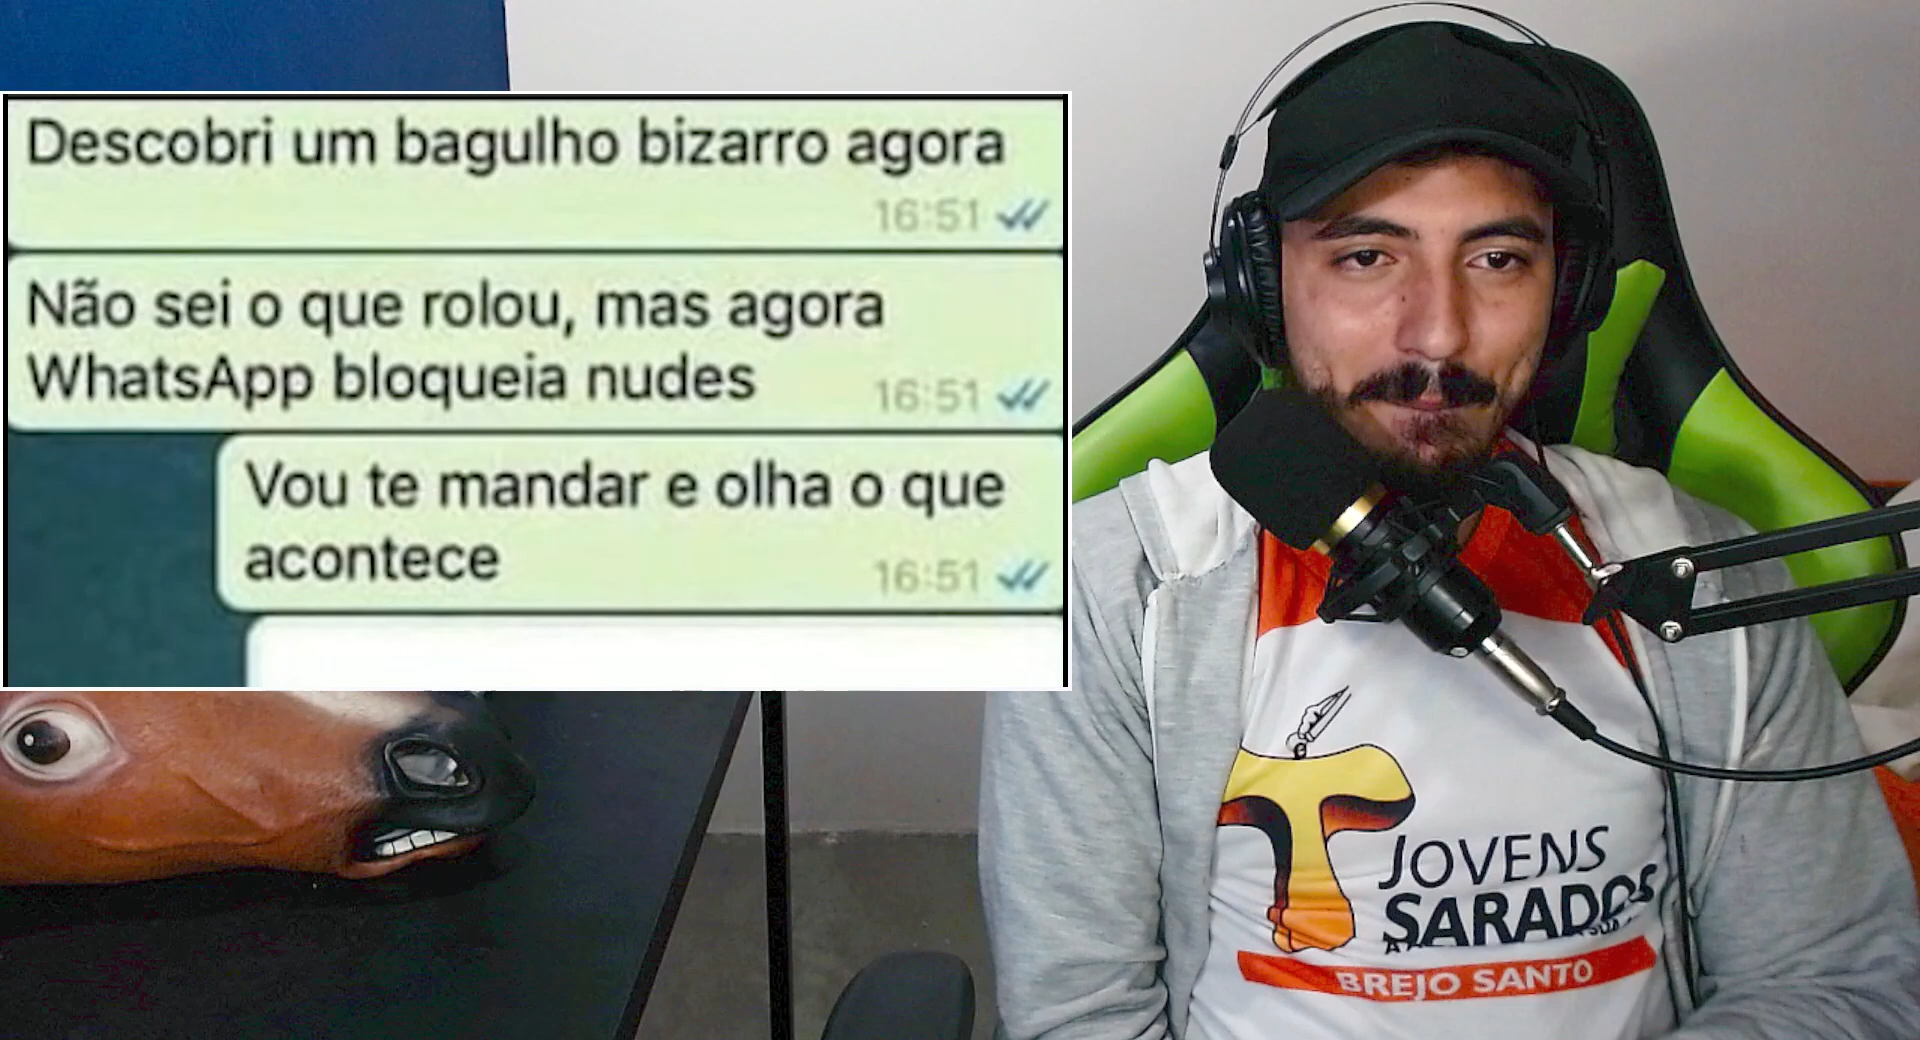 Descobri um bagulho bizarro agora
16:51
Não sei o que rolou, mas agora
WhatsApp bloqueia nudes
16:51
Vou te mandar e olha o que
acontece
16:51
JOVENS
SARADOS
BREJO SANTO